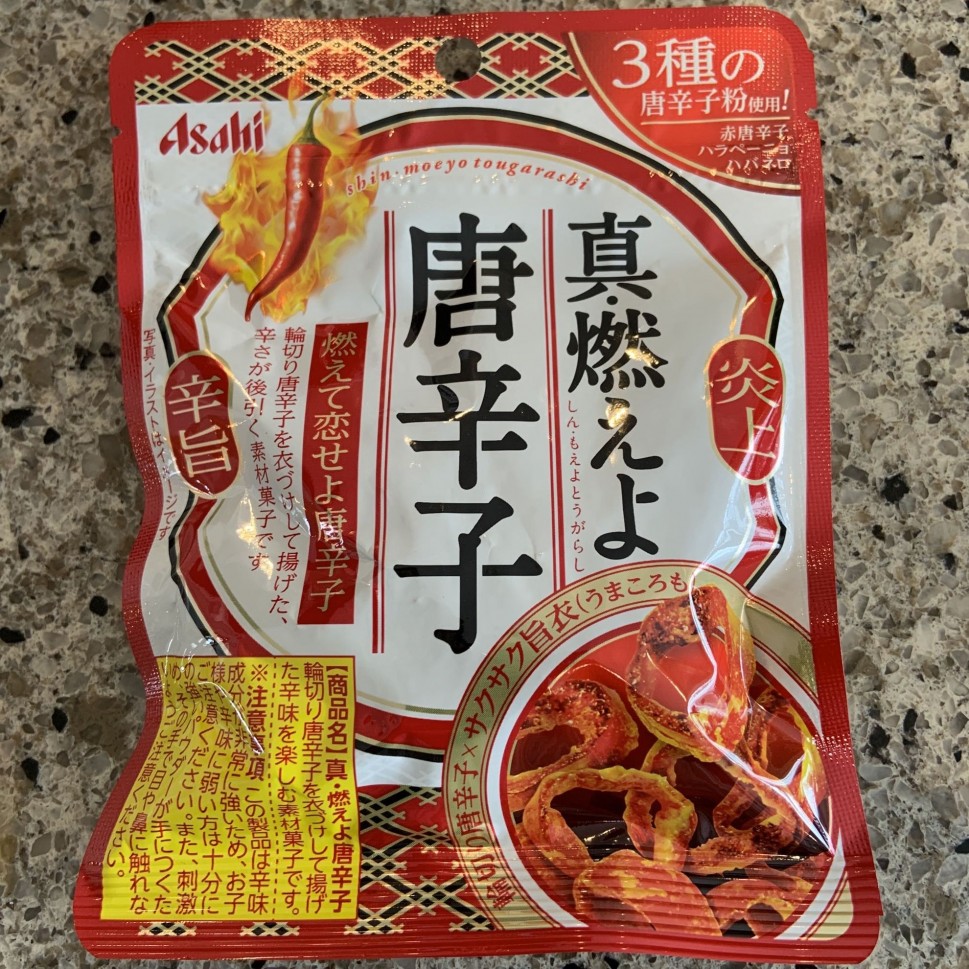 3種の
唐辛子粉使用!
赤唐辛子
ハラペーニョ
ハバネロ
Asahi
shin·moeyo tougarashi
真・燃えよ
しん・もえよとうがらし
唐辛子
炎上
辛旨
燃えて恋せよ唐辛子
輪切り唐辛子を衣づけして揚げた、
辛さが後引く素材菓子です。
写真・イラストはイメージです
輪切り唐辛子×サクサク旨衣(うまころも
【商品名】真・燃えよ唐辛子
輪切り唐辛子を衣づけして揚げ
た辛味を楽しむ素材菓子です。
※注意事項 この製品は辛味
成分が非常に強いため、お子
様、辛味に弱い方は十分に
ご注意ください。また、刺激
の強いパウダーが手につくた
め、その手で目や鼻に触れな
ご注意ください。